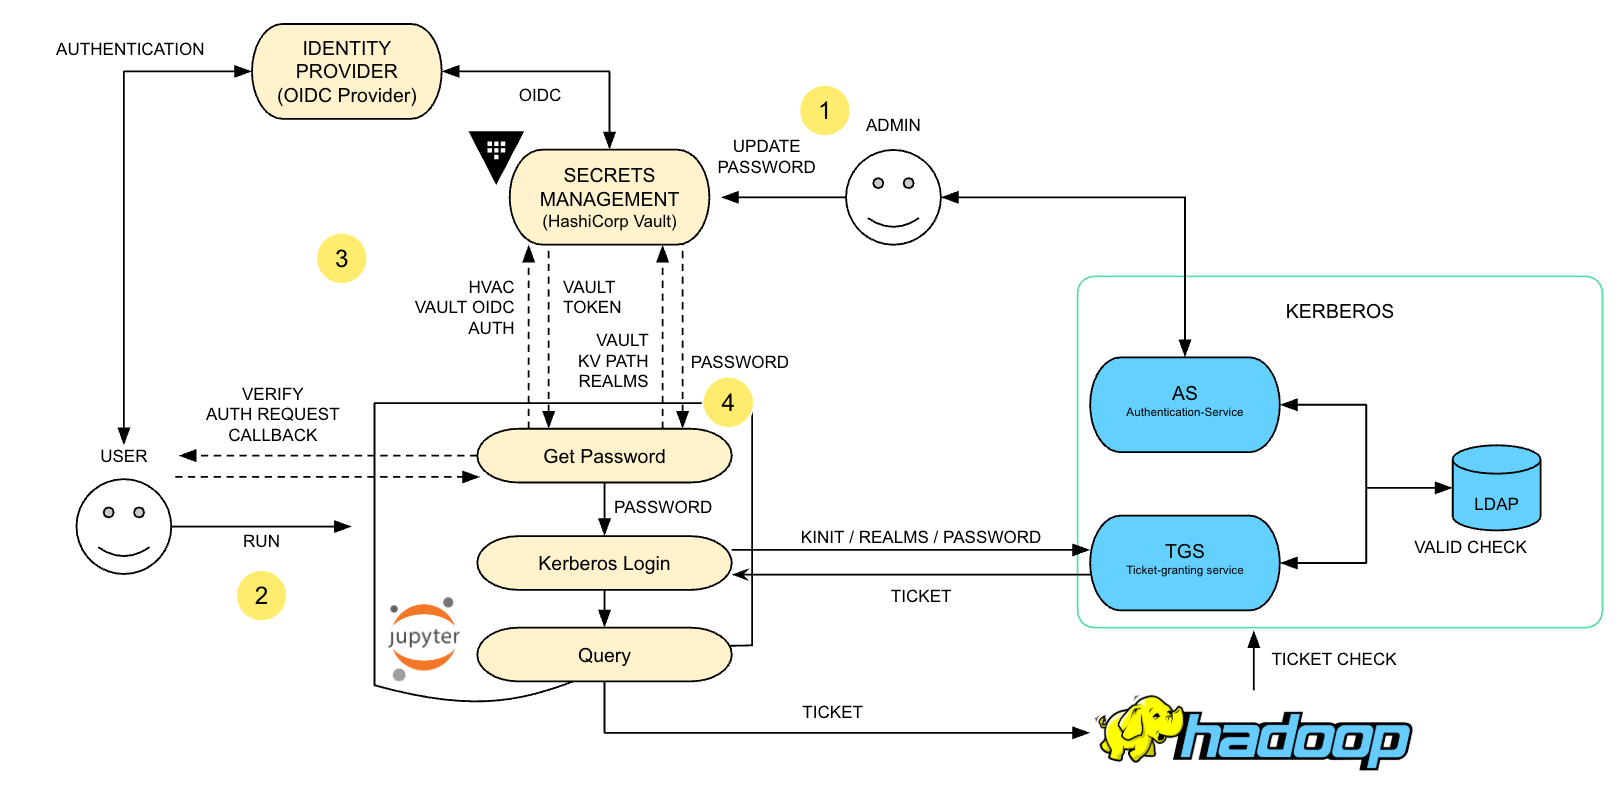 AUTHENTICATION
IDENTITY
PROVIDER
(OIDC Provider)
OIDC
1
ADMIN
UPDATE
PASSWORD
SECRETS
MANAGEMENT
(HashiCorp Vault)
3
HVAC
VAULT OIDC
AUTH
VAULT
TOKEN
VAULT
KV PATH
REALMS
PASSWORD
KERBEROS
4
VERIFY
AUTH REQUEST
CALLBACK
USER
Get Password
AS
Authentication-Service
LDAP
VALID CHECK
PASSWORD
RUN
2
Kerberos Login
KINIT / REALMS / PASSWORD
TICKET
TGS
Ticket-granting service
jupyter
Query
TICKET CHECK
TICKET
hadoop